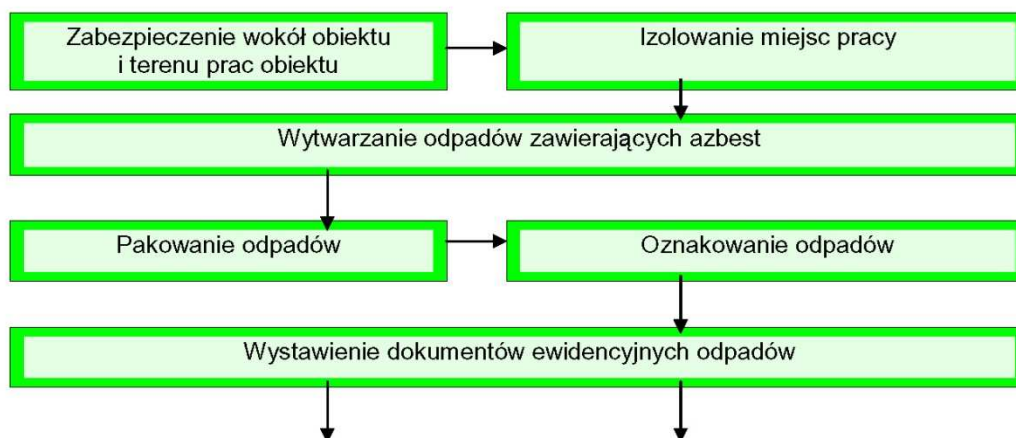 Zabezpieczenie wokół obiektu
i terenu prac obiektu
Izolowanie miejsc pracy
Wytwarzanie odpadów zawierających azbest
Pakowanie odpadów
Oznakowanie odpadów
Wystawienie dokumentów ewidencyjnych odpadów